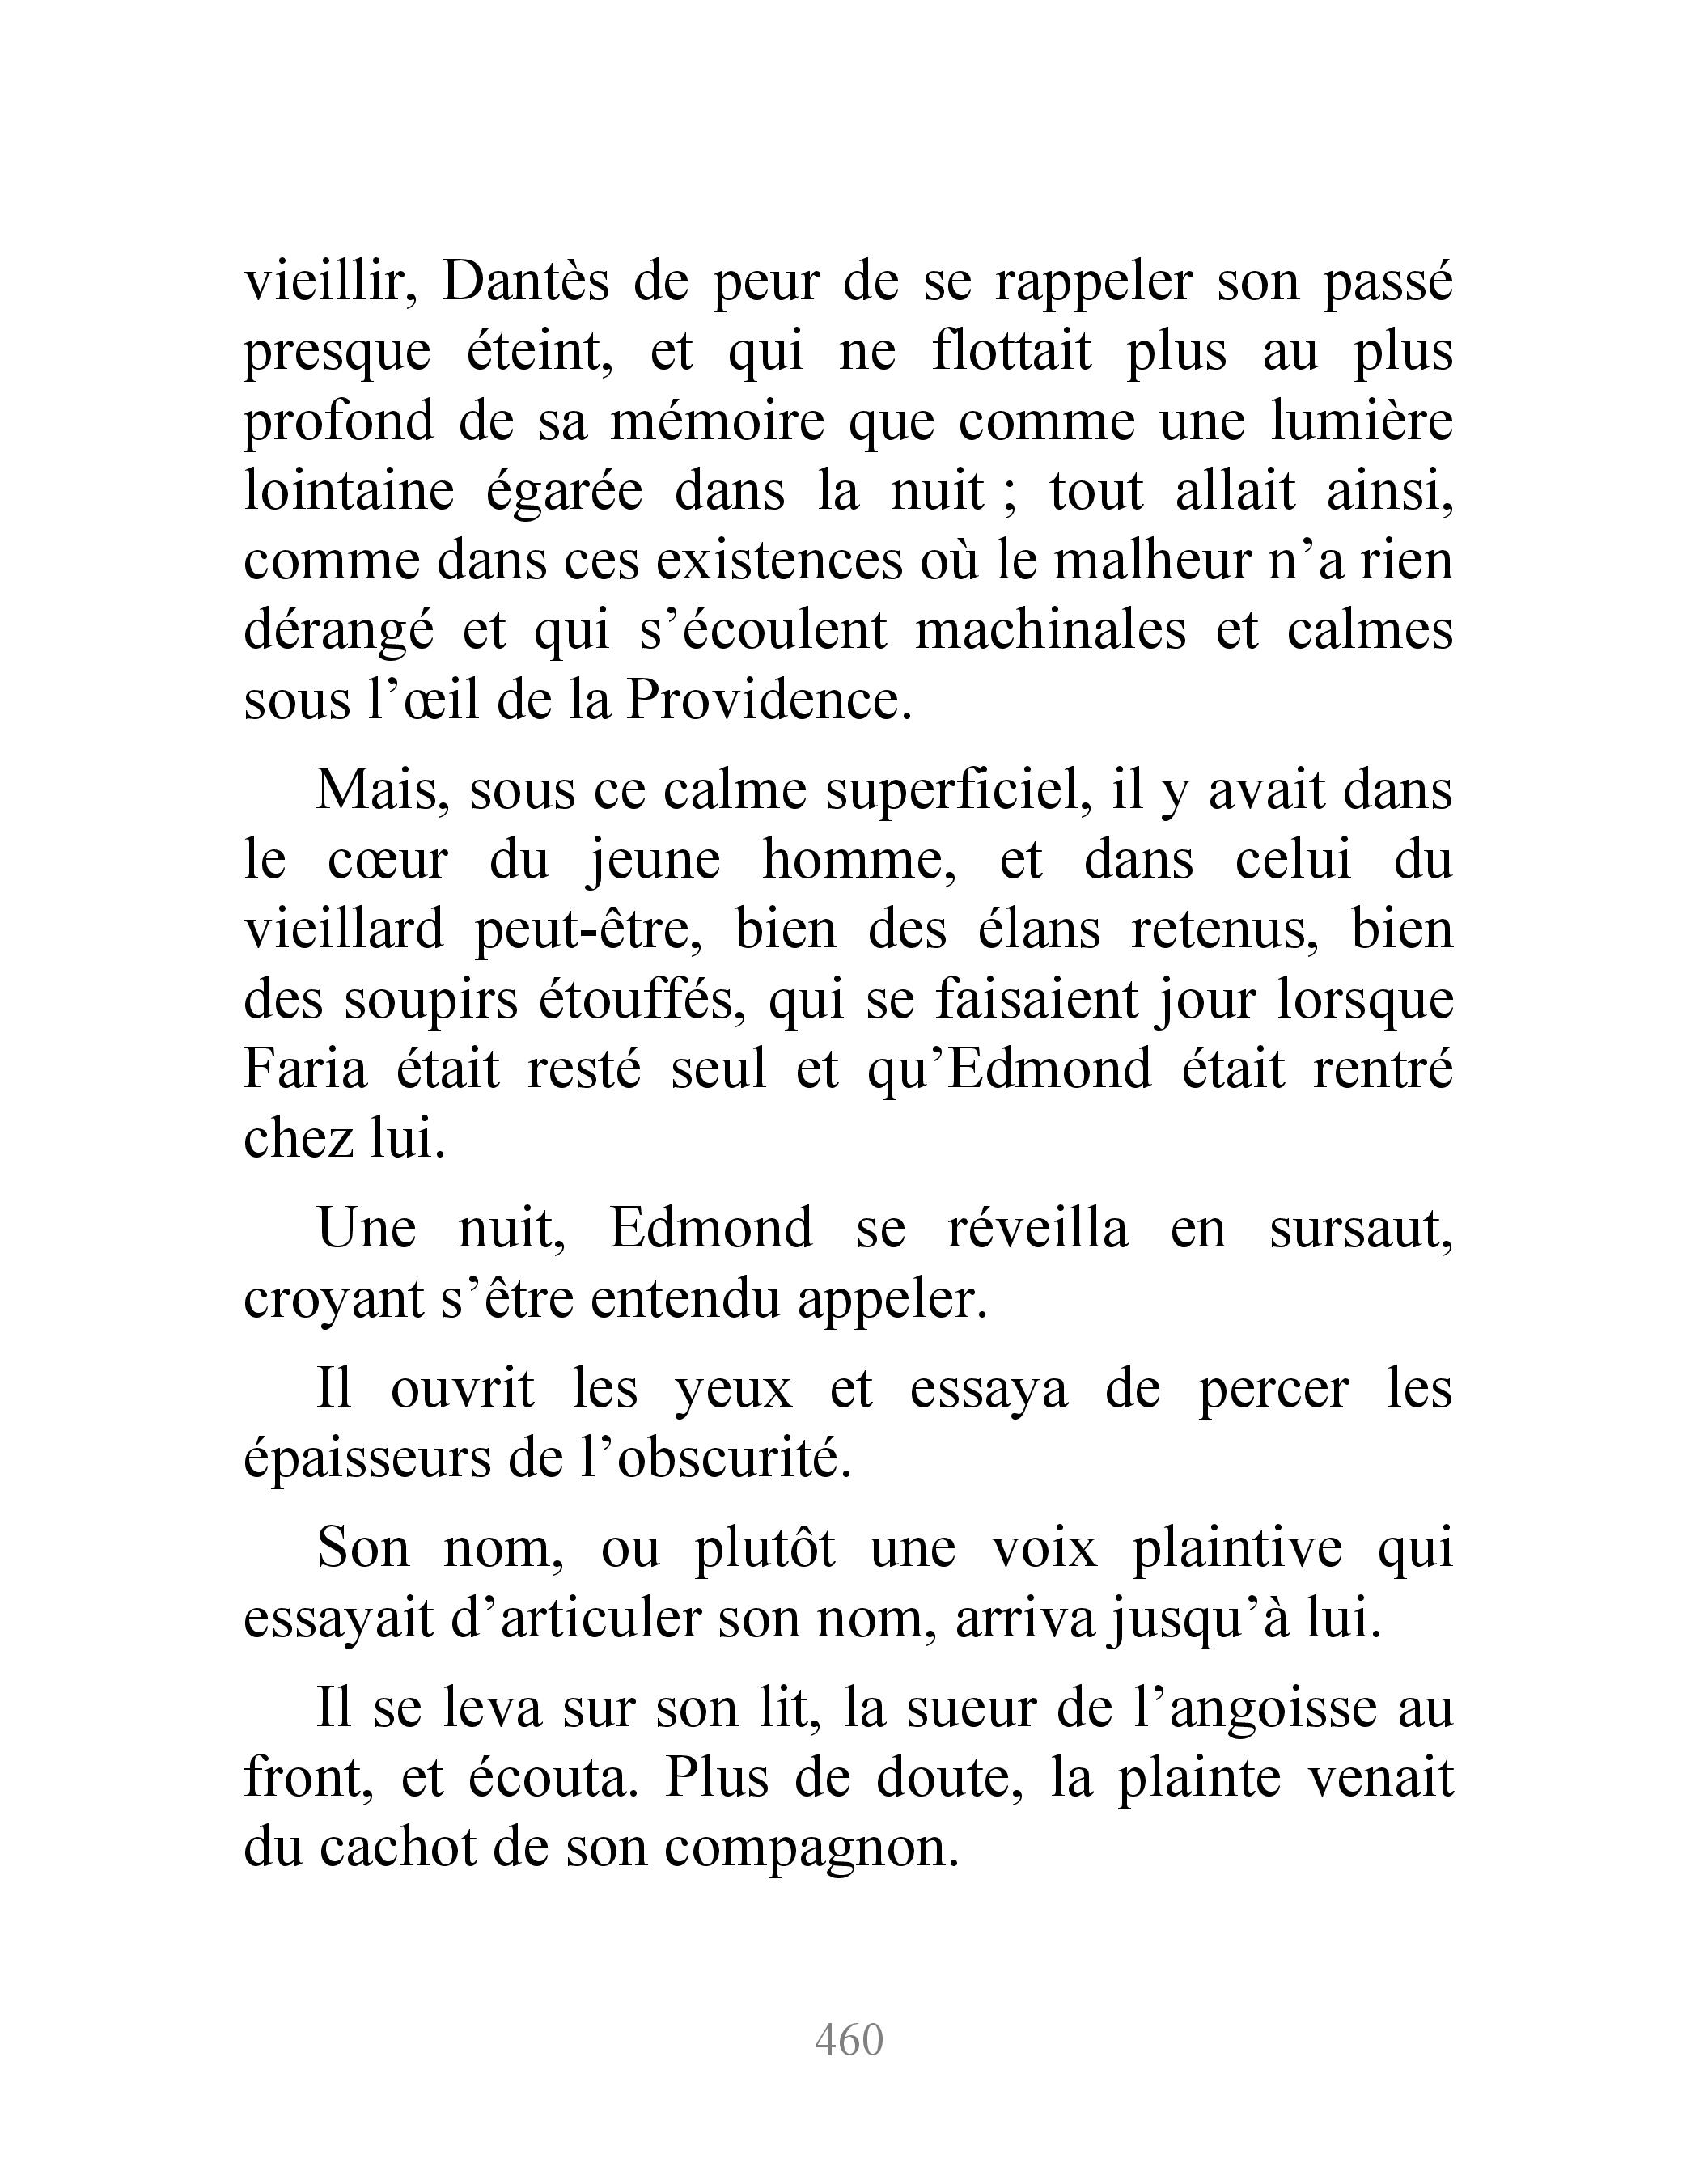 vieillir, Dantès de peur de se rappeler son passé
presque éteint, et qui ne flottait plus au plus
profond de sa mémoire que comme une lumière
lointaine égarée dans la nuit ; tout allait ainsi,
comme dans ces existences où le malheur n’a rien
dérangé et qui s’écoulent machinales et calmes
sous l’œil de la Providence.
Mais, sous ce calme superficiel, il y avait dans
le cœur du jeune homme, et dans celui du
vieillard peut-être, bien des élans retenus, bien
des soupirs étouffés, qui se faisaient jour lorsque
Faria était resté seul et qu’Edmond était rentré
chez lui.
Une nuit, Edmond se réveilla en sursaut,
croyant s’être entendu appeler.
Il ouvrit les yeux et essaya de percer les
épaisseurs de l’obscurité.
Son nom, ou plutôt une voix plaintive qui
essayait d’articuler son nom, arriva jusqu’à lui.
Il se leva sur son lit, la sueur de l’angoisse au
front, et écouta. Plus de doute, la plainte venait
du cachot de son compagnon.
460